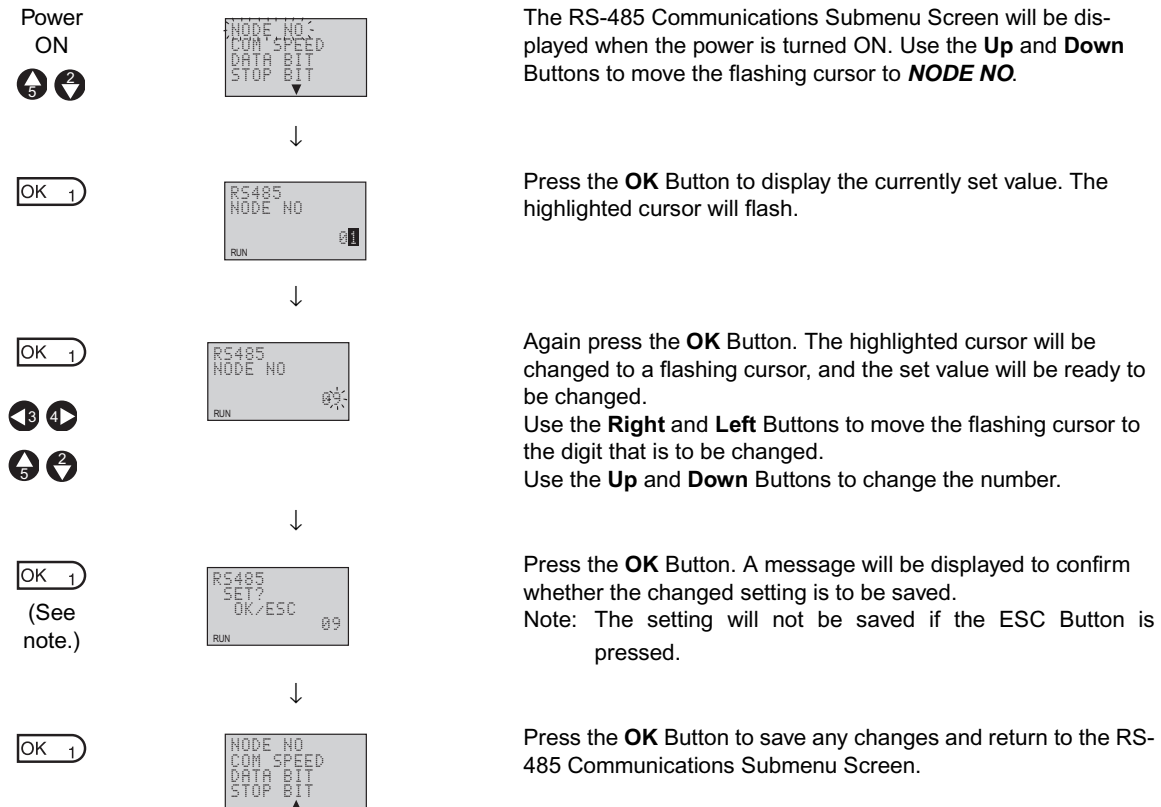 Power
ON
5 2
NODE NO
COM SPEED
DATA BIT
STOP BIT
▼
The RS-485 Communications Submenu Screen will be dis-
played when the power is turned ON. Use the Up and Down
Buttons to move the flashing cursor to NODE NO.
↓
OK 1
RS485
NODE NO
01
RUN
Press the OK Button to display the currently set value. The
highlighted cursor will flash.
↓
OK 1
3 4
5 2
RS485
NODE NO
09
RUN
Again press the OK Button. The highlighted cursor will be
changed to a flashing cursor, and the set value will be ready to
be changed.
Use the Right and Left Buttons to move the flashing cursor to
the digit that is to be changed.
Use the Up and Down Buttons to change the number.
↓
OK 1
(See
note.)
RS485
SET?
OK/ESC
09
RUN
Press the OK Button. A message will be displayed to confirm
whether the changed setting is to be saved.
Note: The setting will not be saved if the ESC Button is
pressed.
↓
OK 1
NODE NO
COM SPEED
DATA BIT
STOP BIT
Press the OK Button to save any changes and return to the RS-
485 Communications Submenu Screen.